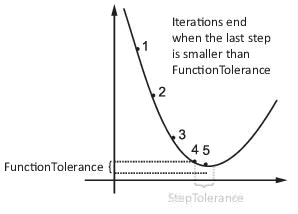 Iterations end
when the last step
is smaller than
FunctionTolerance
1
2
3
4 5
FunctionTolerance {
StepTolerance